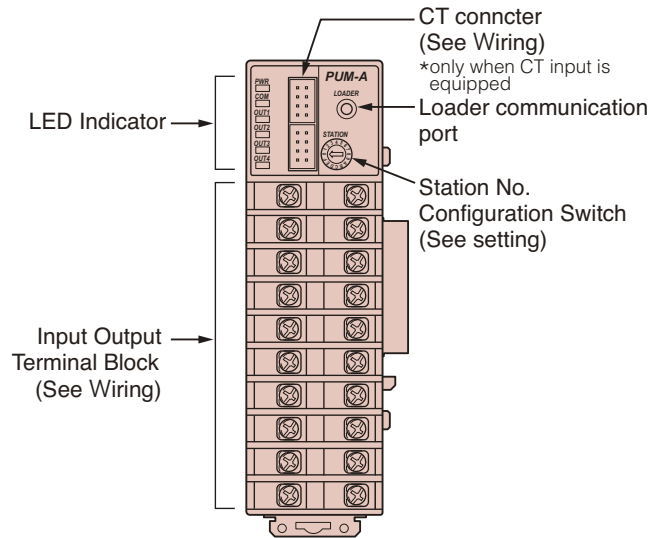 CT conncter
(See Wiring)
*only when CT input is
equipped
PUM-A
LOADER
Loader communication
port
PWR
COM
OUT1
OUT2
OUT3
OUT4
LED Indicator
STATION
Station No.
Configuration Switch
(See setting)
Input Output
Terminal Block
(See Wiring)